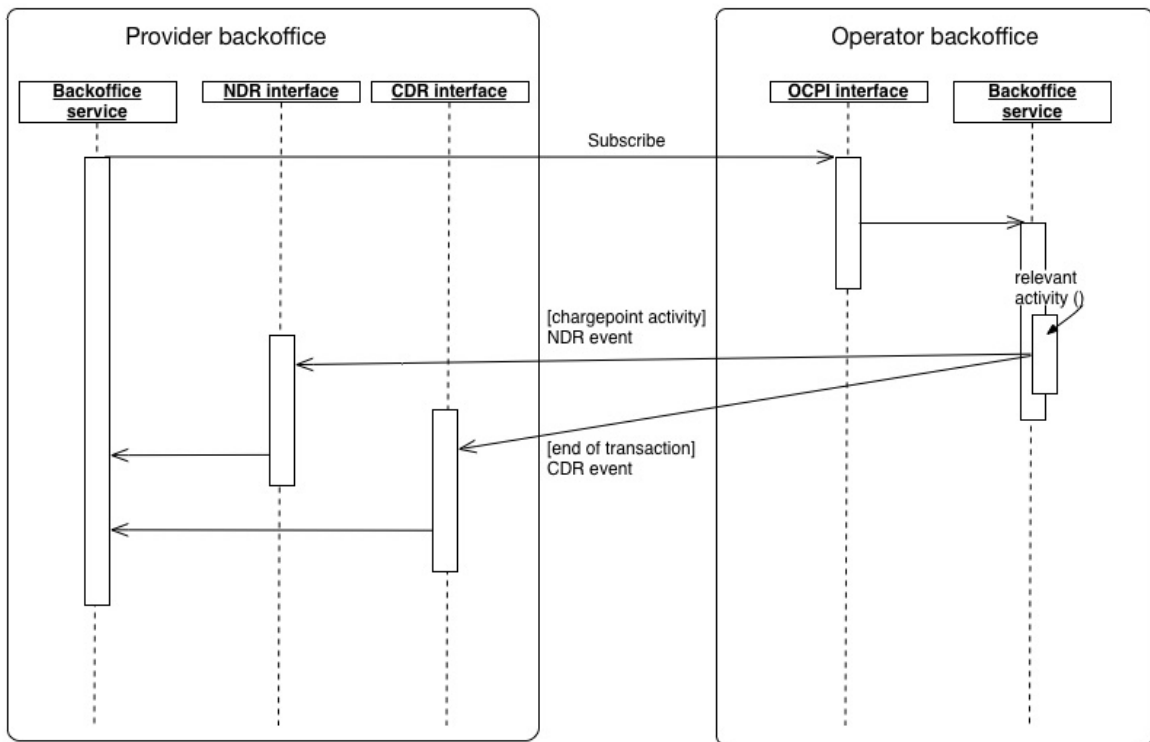 Provider backoffice
Operator backoffice
Backoffice
service
NDR interface
CDR interface
OCPI interface
Backoffice
service
Subscribe
relevant
activity ()
[chargepoint activity]
NDR event
[end of transaction]
CDR event